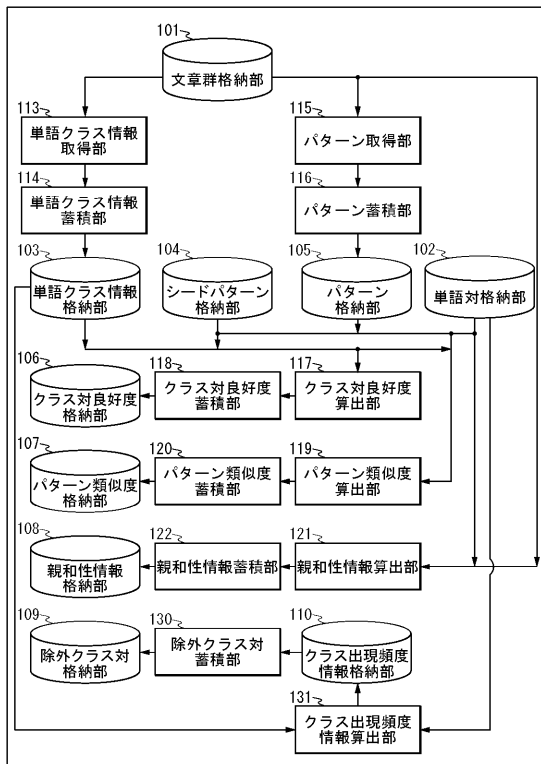 101
文章群格納部
113
単語クラス情報
取得部
115
パターン取得部
114
単語クラス情報
蓄積部
116
パターン蓄積部
103
単語クラス情報
格納部
104
シードパターン
格納部
105
パターン
格納部
102
単語対格納部
106
クラス対良好度
格納部
118
クラス対良好度
蓄積部
117
クラス対良好度
算出部
107
パターン類似度
格納部
120
パターン類似度
蓄積部
119
パターン類似度
算出部
108
親和性情報
格納部
122
親和性情報蓄積部
121
親和性情報算出部
109
除外クラス対
格納部
130
除外クラス対
蓄積部
110
クラス出現頻度
情報格納部
131
クラス出現頻度
情報算出部